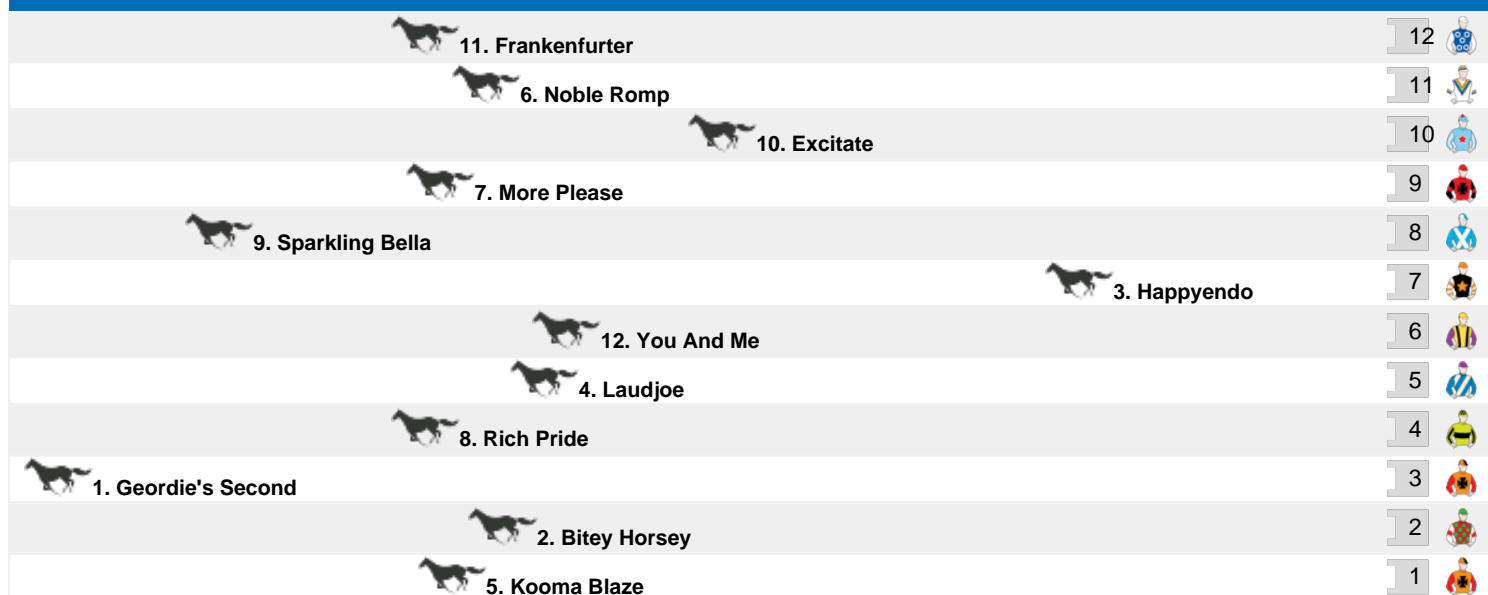 11. Frankenfurter 12
6. Noble Romp 11
10. Excitate 10
7. More Please 9
9. Sparkling Bella 8
3. Happyendo 7
12. You And Me 6
4. Laudjoe 5
8. Rich Pride 4
1. Geordie's Second 3
2. Bitey Horsey 2
5. Kooma Blaze 1